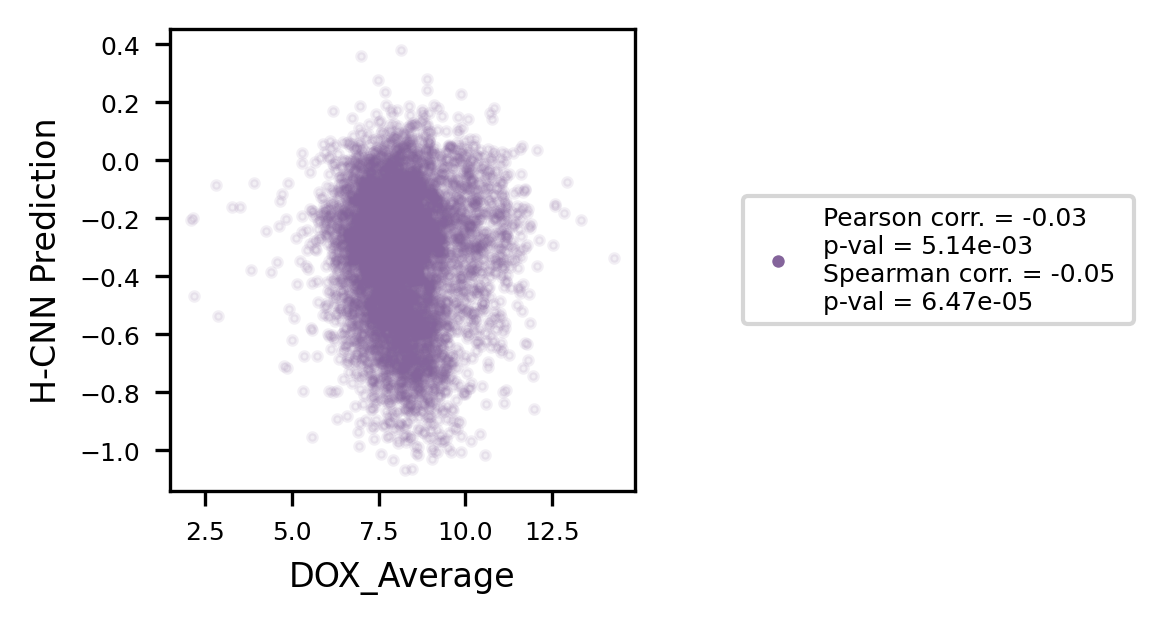 0.4
0.2
0.0
−0.2
−0.4
−0.6
−0.8
−1.0
H-CNN Prediction
2.5 5.0 7.5 10.0 12.5
DOX_Average
Pearson corr. = -0.03
p-val = 5.14e-03
Spearman corr. = -0.05
p-val = 6.47e-05